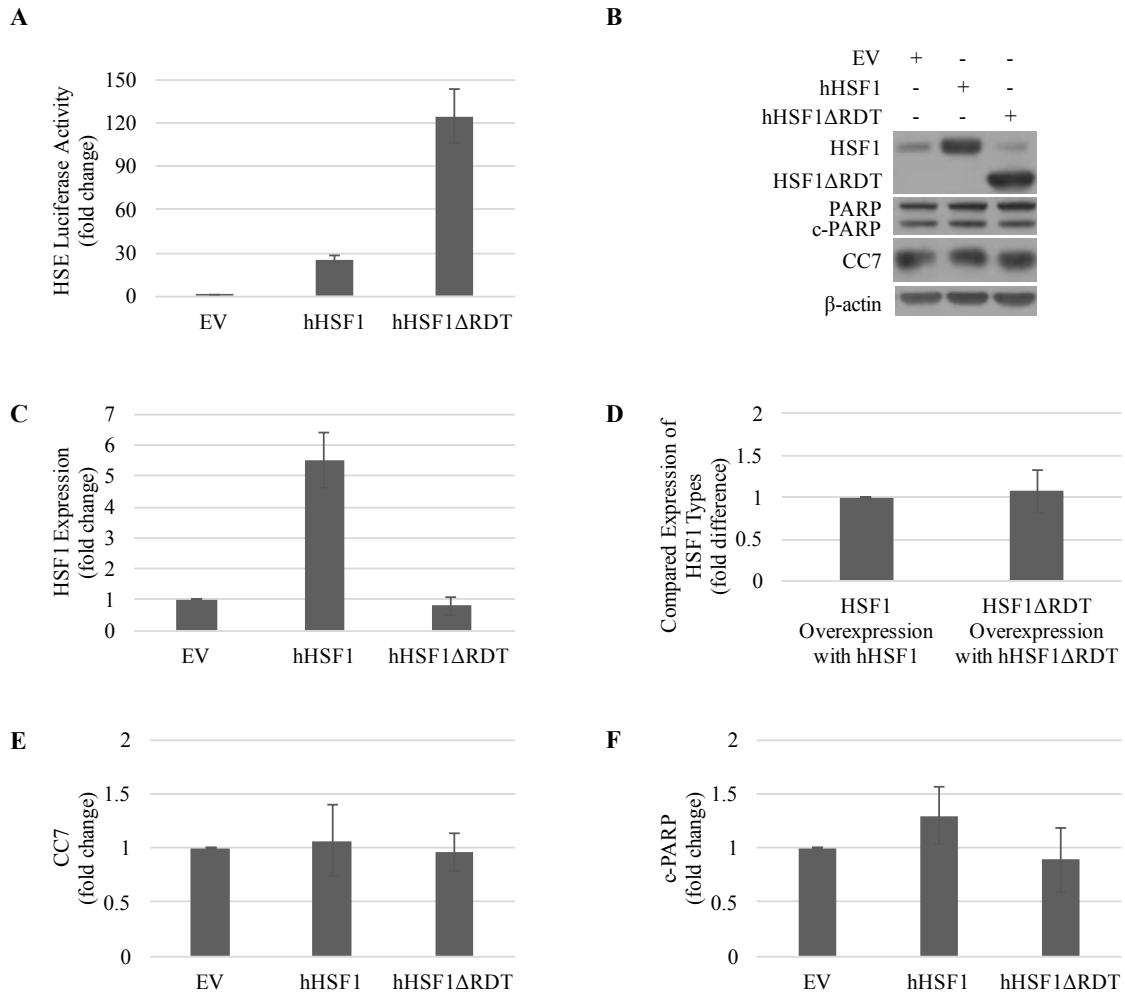 A
HSE Luciferase Activity
(fold change)
150
120
90
60
30
0
EV
hHSF1
hHSF1ΔRDT
B
EV + - -
hHSF1 - + -
hHSF1ΔRDT - - +
HSF1
HSF1ΔRDT
PARP
c-PARP
CC7
β-actin
C
HSF1 Expression
(fold change)
7
6
5
4
3
2
1
0
EV
hHSF1
hHSF1ΔRDT
D
Compared Expression of
HSF1 Types
(fold difference)
2
1.5
1
0.5
0
HSF1
Overexpression
with hHSF1
HSF1ΔRDT
Overexpression
with hHSF1ΔRDT
E
CC7
(fold change)
2
1.5
1
0.5
0
EV
hHSF1
hHSF1ΔRDT
F
c-PARP
(fold change)
2
1.5
1
0.5
0
EV
hHSF1
hHSF1ΔRDT